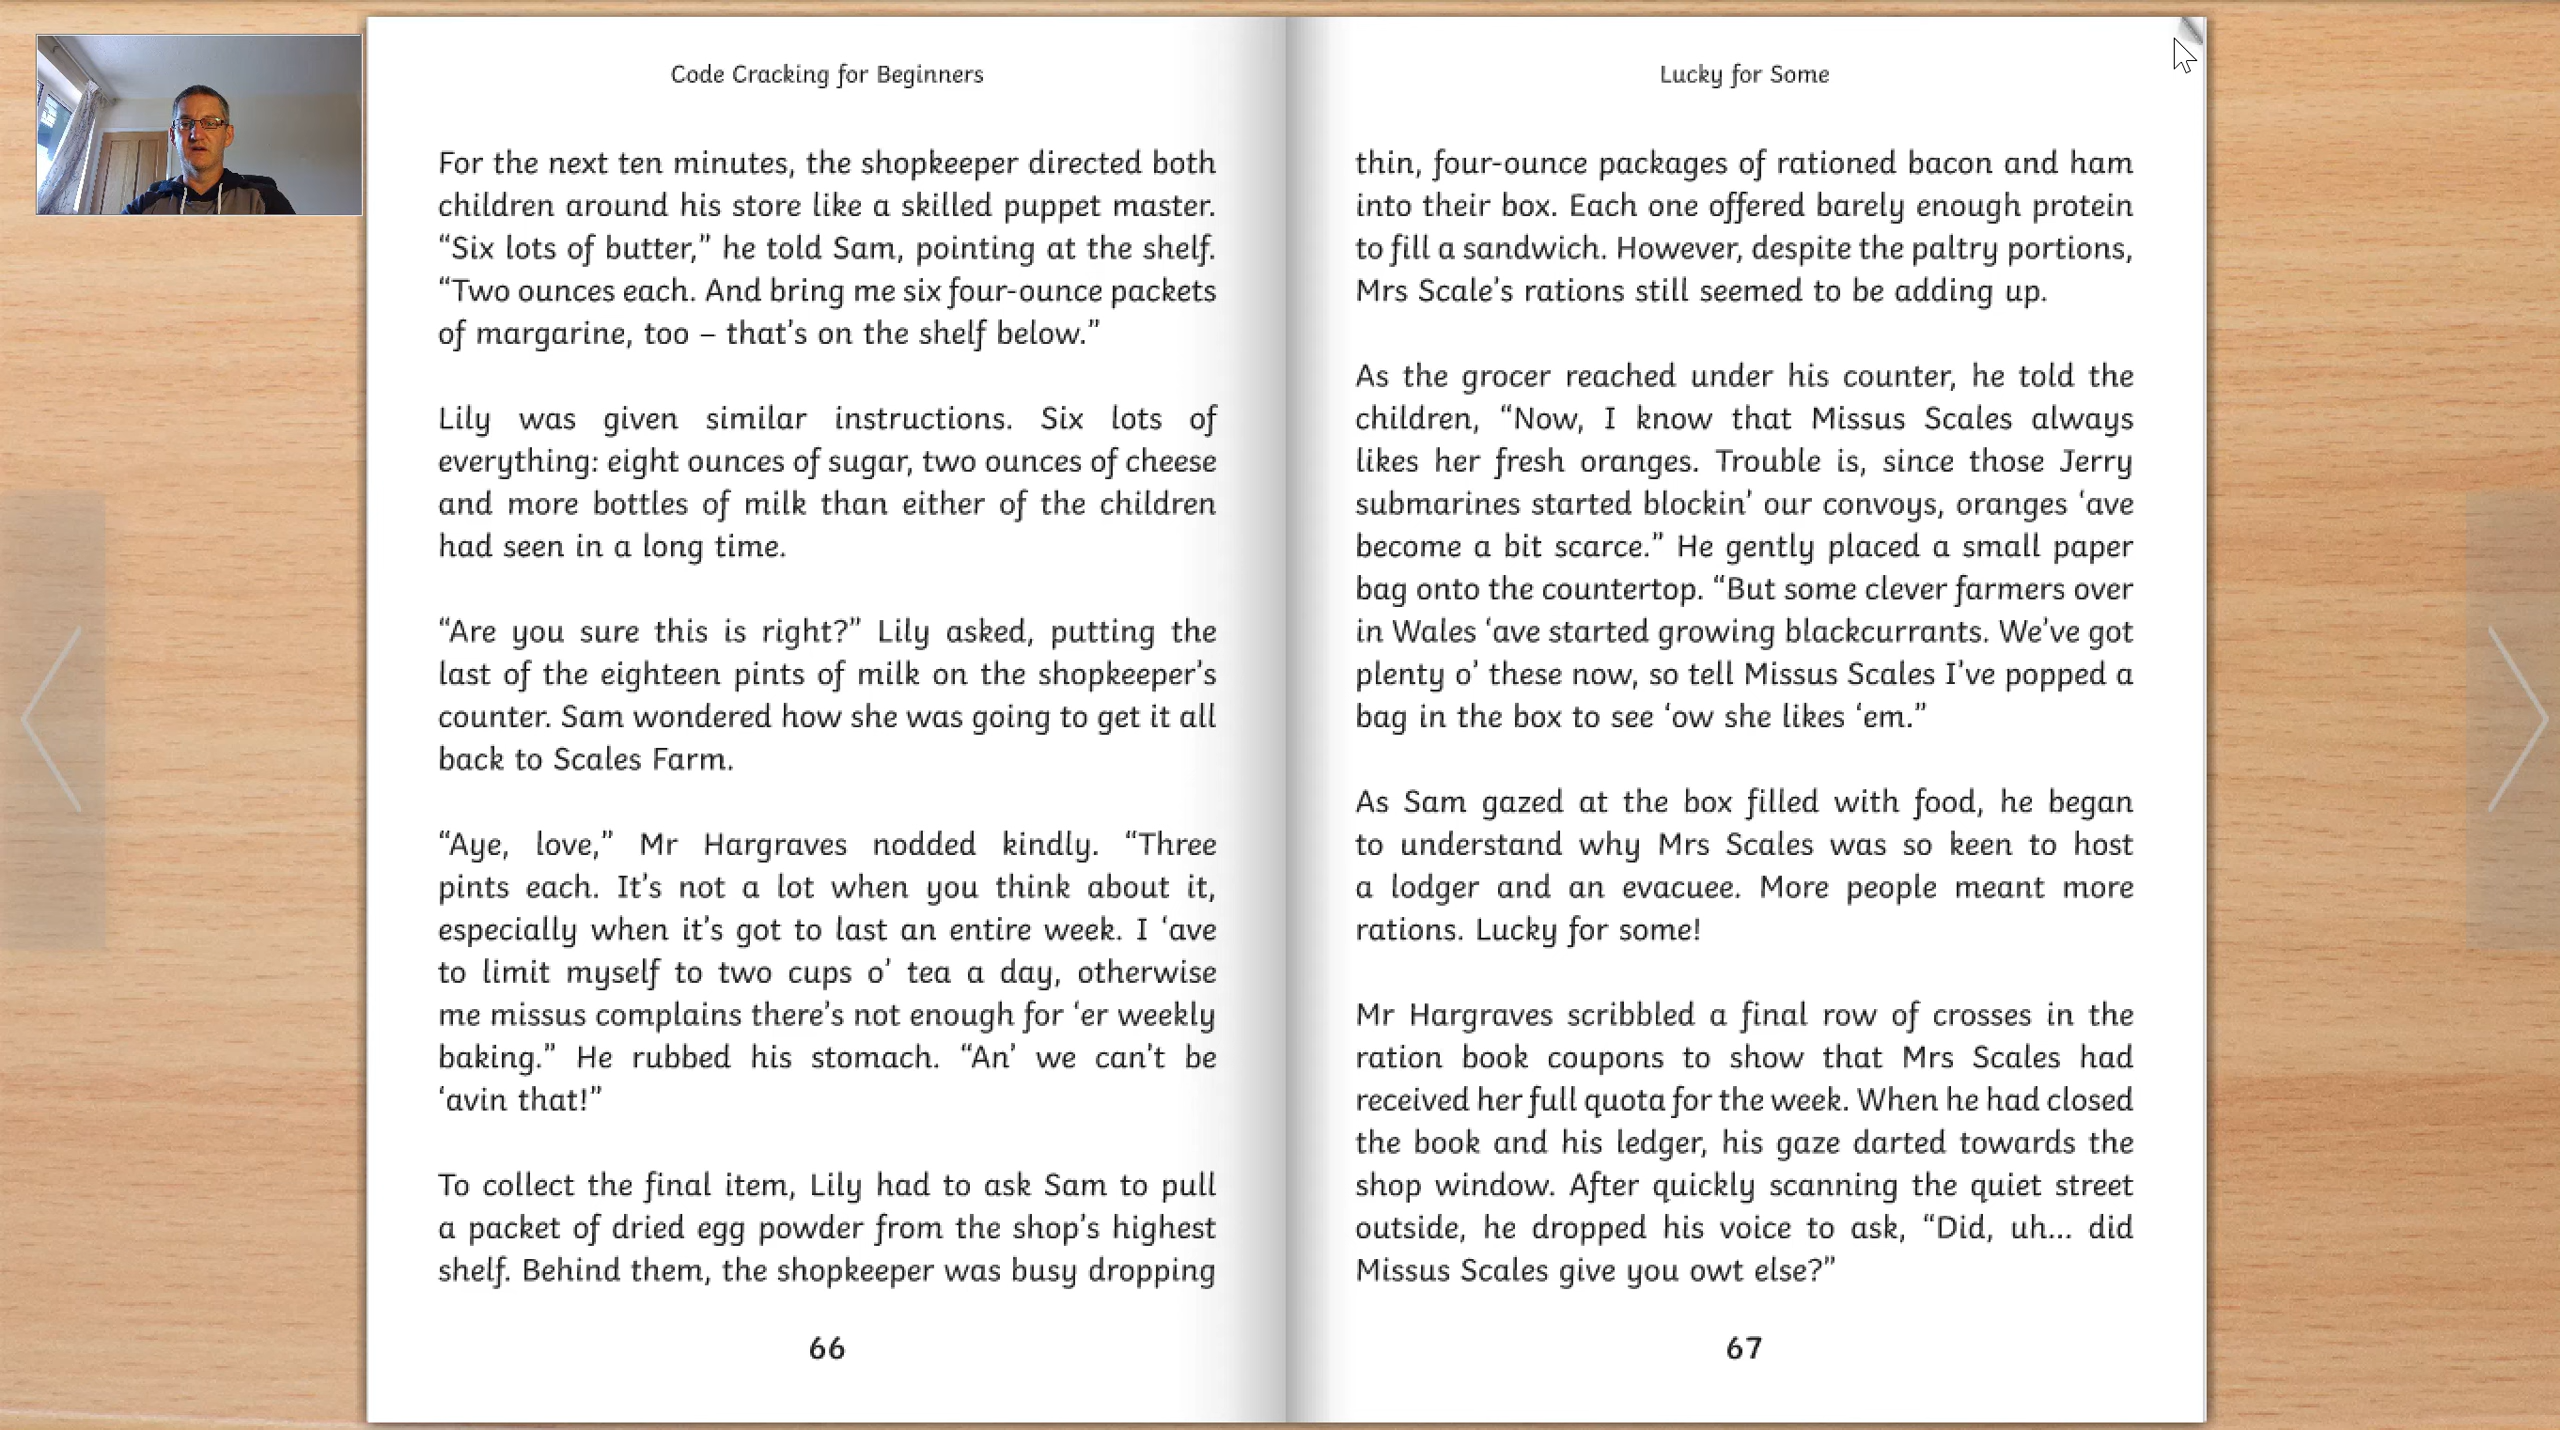 Code Cracking for Beginners
For the next ten minutes, the shopkeeper directed both
children around his store like a skilled puppet master.
“Six lots of butter,” he told Sam, pointing at the shelf.
“Two ounces each. And bring me six four-ounce packets
of margarine, too – that’s on the shelf below.”
Lily was given similar instructions. Six lots of
everything: eight ounces of sugar, two ounces of cheese
and more bottles of milk than either of the children
had seen in a long time.
“Are you sure this is right?” Lily asked, putting the
last of the eighteen pints of milk on the shopkeeper’s
counter. Sam wondered how she was going to get it all
back to Scales Farm.
“Aye, love,” Mr Hargraves nodded kindly. “Three
pints each. It’s not a lot when you think about it,
especially when it’s got to last an entire week. I ‘ave
to limit myself to two cups o’ tea a day, otherwise
me missus complains there’s not enough for ‘er weekly
baking.” He rubbed his stomach. “An’ we can’t be
‘avin that!”
To collect the final item, Lily had to ask Sam to pull
a packet of dried egg powder from the shop’s highest
shelf. Behind them, the shopkeeper was busy dropping
66
Lucky for Some
thin, four-ounce packages of rationed bacon and ham
into their box. Each one offered barely enough protein
to fill a sandwich. However, despite the paltry portions,
Mrs Scale’s rations still seemed to be adding up.
As the grocer reached under his counter, he told the
children, “Now, I know that Missus Scales always
likes her fresh oranges. Trouble is, since those Jerry
submarines started blockin’ our convoys, oranges ‘ave
become a bit scarce.” He gently placed a small paper
bag onto the countertop. “But some clever farmers over
in Wales ‘ave started growing blackcurrants. We’ve got
plenty o’ these now, so tell Missus Scales I’ve popped a
bag in the box to see ‘ow she likes ‘em.”
As Sam gazed at the box filled with food, he began
to understand why Mrs Scales was so keen to host
a lodger and an evacuee. More people meant more
rations. Lucky for some!
Mr Hargraves scribbled a final row of crosses in the
ration book coupons to show that Mrs Scales had
received her full quota for the week. When he had closed
the book and his ledger, his gaze darted towards the
shop window. After quickly scanning the quiet street
outside, he dropped his voice to ask, “Did, uh... did
Missus Scales give you owt else?”
67